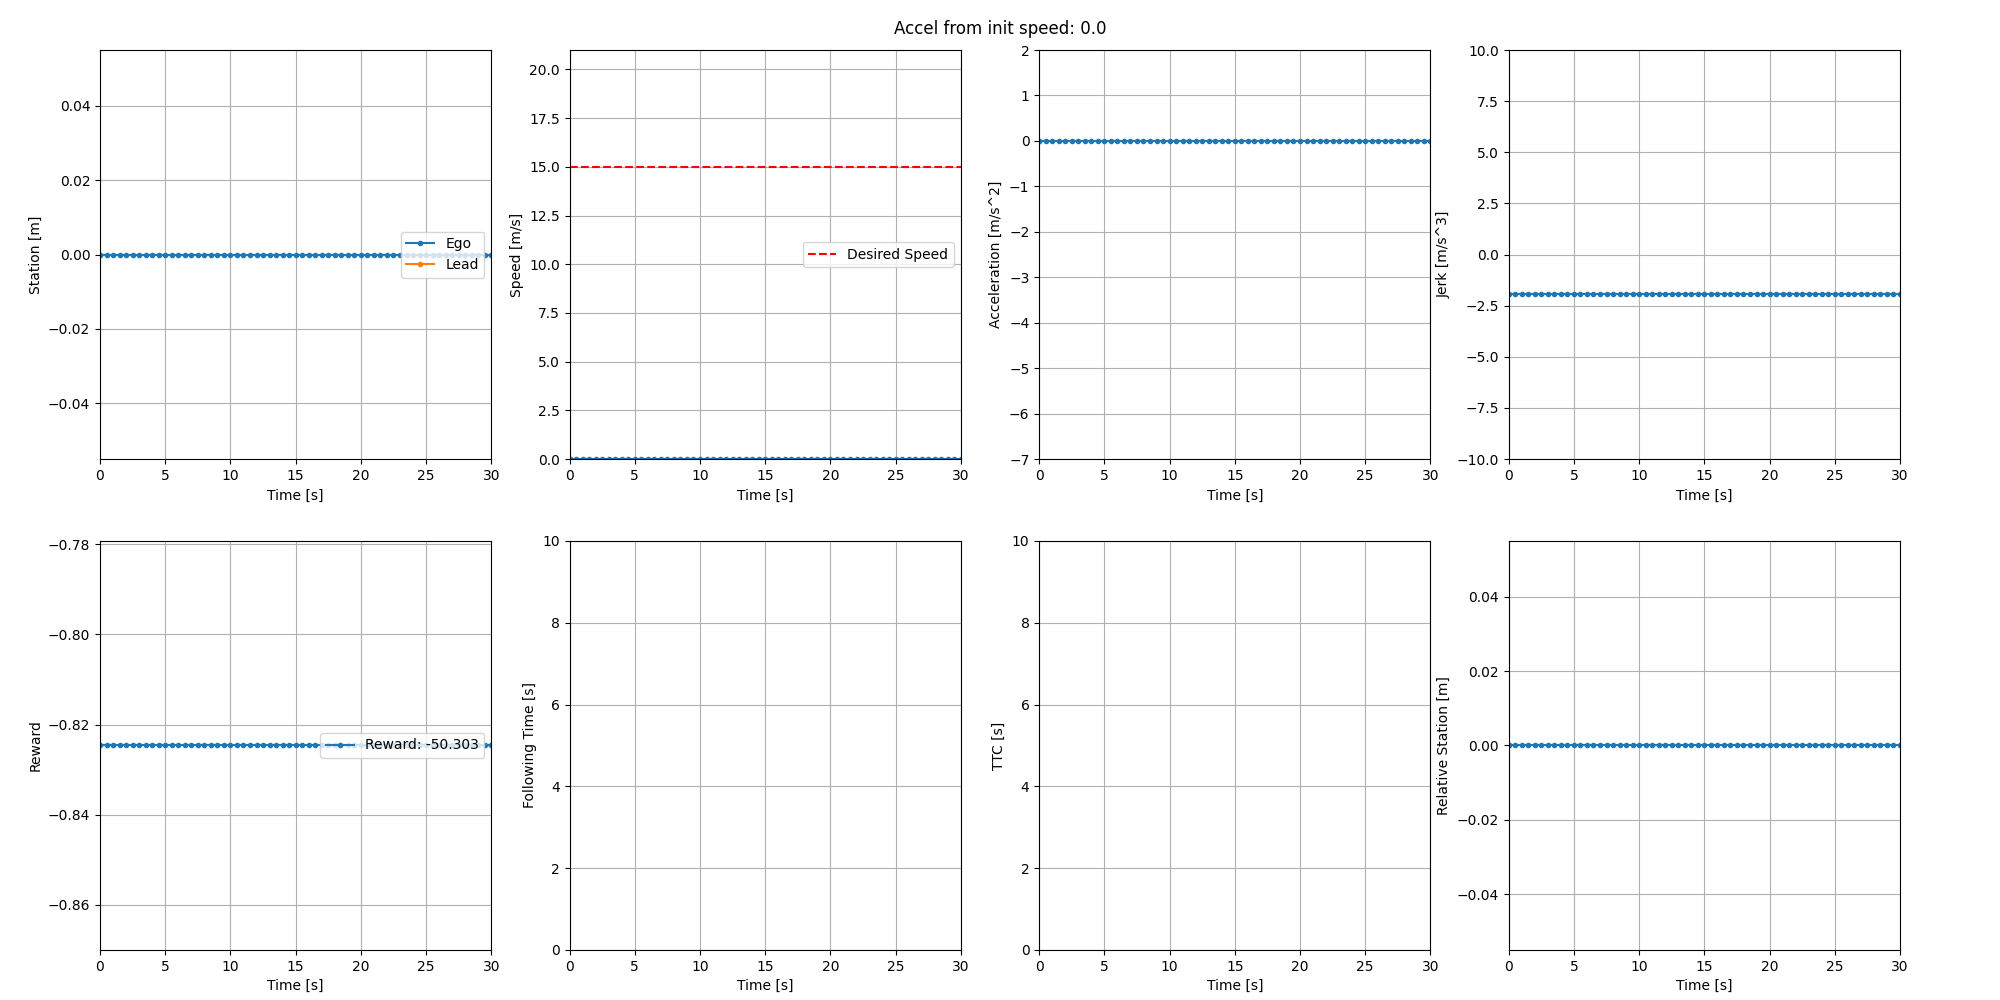 Accel from init speed: 0.0
Station [m]
0.04
0.02
0.00
−0.02
−0.04
0 5 10 15 20 25 30
Time [s]
Ego
Lead
Speed [m/s]
20.0
17.5
15.0
12.5
10.0
7.5
5.0
2.5
0.0
0 5 10 15 20 25 30
Time [s]
Desired Speed
Acceleration [m/s^2]
2
1
0
−1
−2
−3
−4
−5
−6
−7
0 5 10 15 20 25 30
Time [s]
Jerk [m/s^3]
10.0
7.5
5.0
2.5
0.0
−2.5
−5.0
−7.5
−10.0
0 5 10 15 20 25 30
Time [s]
Reward
−0.78
−0.80
−0.82
−0.84
−0.86
0 5 10 15 20 25 30
Time [s]
Reward: -50.303
Following Time [s]
10
8
6
4
2
0
0 5 10 15 20 25 30
Time [s]
TTC [s]
10
8
6
4
2
0
0 5 10 15 20 25 30
Time [s]
Relative Station [m]
0.04
0.02
0.00
−0.02
−0.04
0 5 10 15 20 25 30
Time [s]